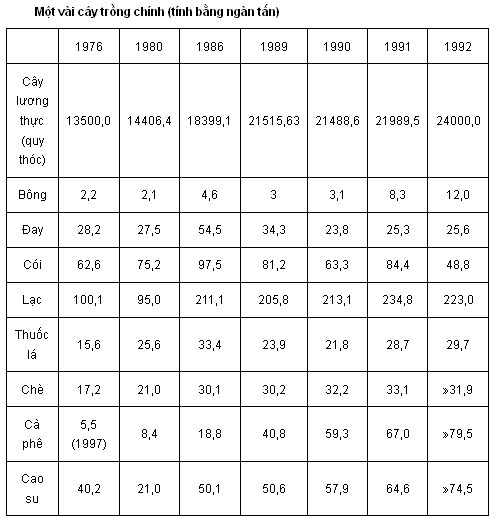 Một vài cáy trồng chính (tính bằng ngàn tấn)
1976 1980 1986 1989 1990 1991 1992
Cây lương thực (quy thóc) 13500,0 14406,4 18399,1 21515,63 21488,6 21989,5 24000,0
Bông 2,2 2,1 4,6 3 3,1 8,3 12,0
Đay 28,2 27,5 54,5 34,3 23,8 25,3 25,6
Cói 62,6 75,2 97,5 81,2 63,3 84,4 48,8
Lạc 100,1 95,0 211,1 205,8 213,1 234,8 223,0
Thuốc lá 15,6 25,6 33,4 23,9 21,8 28,7 29,7
Chè 17,2 21,0 30,1 30,2 32,2 33,1 »31,9
Cà phê 5,5 (1997) 8,4 18,8 40,8 59,3 67,0 »79,5
Cao su 40,2 21,0 50,1 50,6 57,9 64,6 »74,5